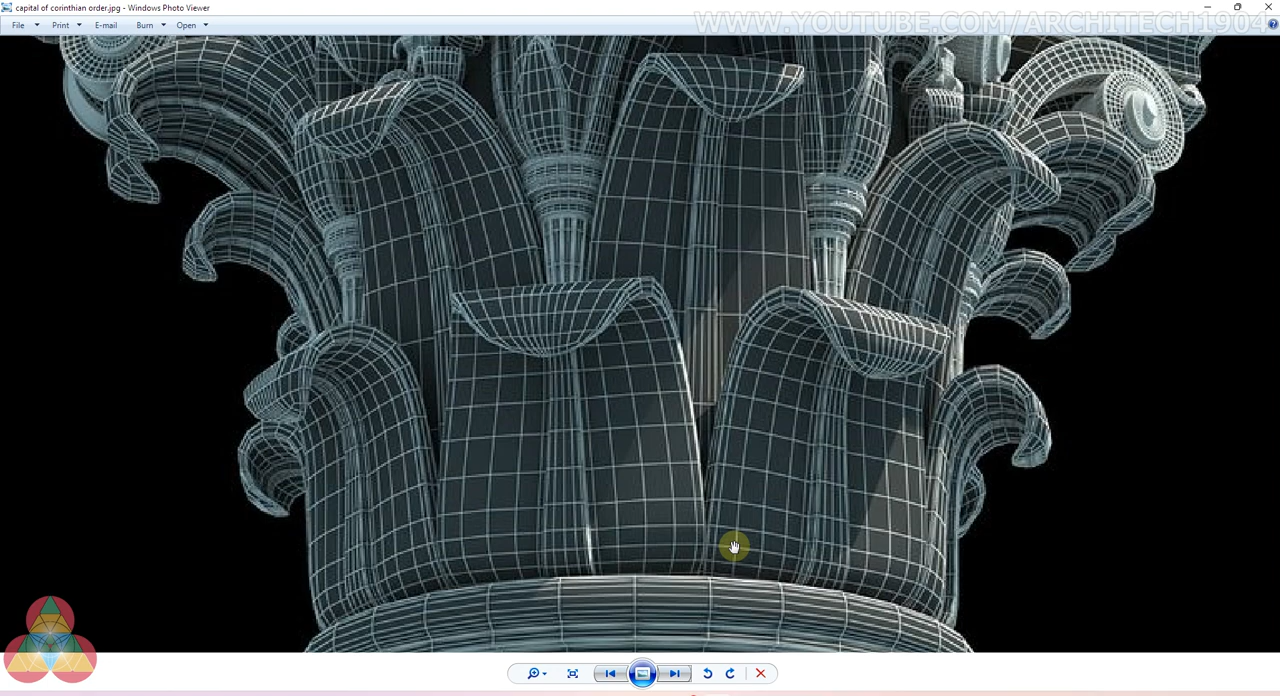 capital of corinthian order.jpg - Windows Photo Viewer
File Print E-mail Burn Open
WWW.YOUTUBE.COM/ARCHITECH1904